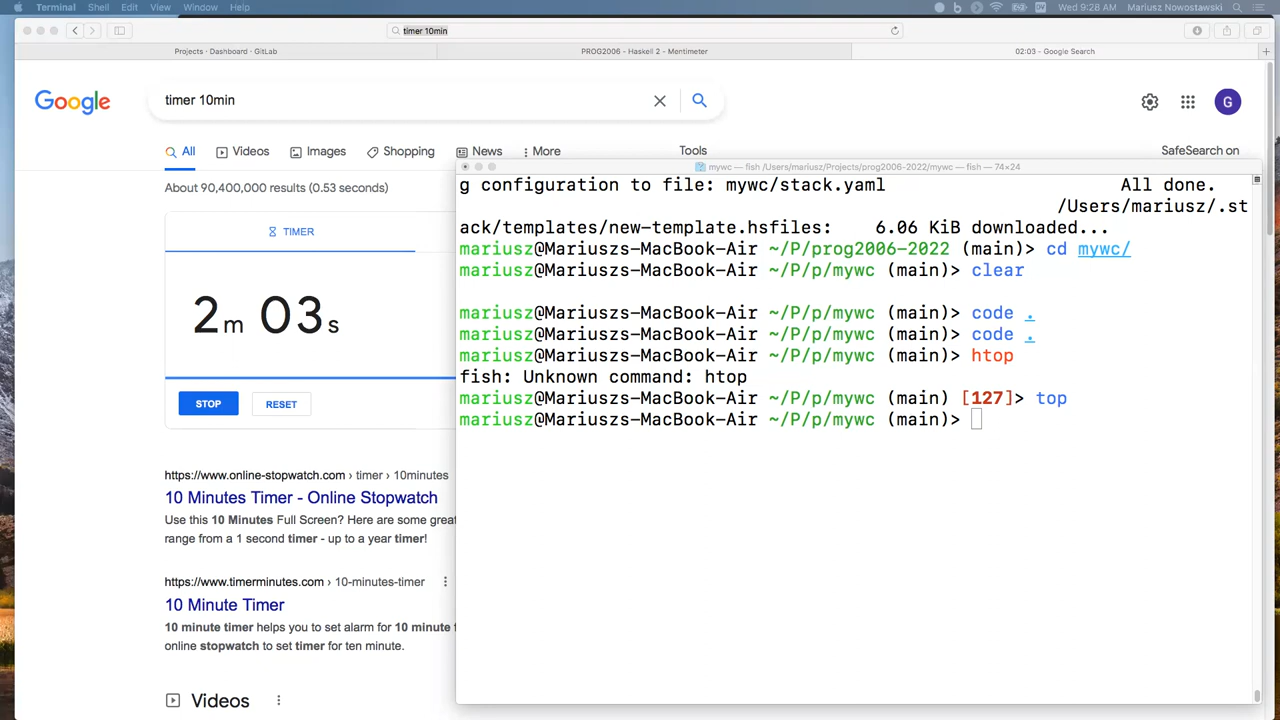 Terminal Shell Edit View Window Help Wed 9:28 AM Mariusz Nowostawski
timer 10min
Projects · Dashboard · GitLab PROG2006 - Haskell 2 - Mentimeter 02:03 - Google Search
Google timer 10min G
All Videos Images Shopping News More Tools SafeSearch on
About 90,400,000 results (0.53 seconds)
TIMER
2m 03s
STOP RESET
https://www.online-stopwatch.com › timer › 10minutes
10 Minutes Timer - Online Stopwatch
Use this 10 Minutes Full Screen? Here are some great
range from a 1 second timer - up to a year timer!
https://www.timerminutes.com › 10-minutes-timer
10 Minute Timer
10 minute timer helps you to set alarm for 10 minute
online stopwatch to set timer for ten minute.
Videos
mywc — fish /Users/mariusz/Projects/prog2006-2022/mywc — fish — 74×24
g configuration to file: mywc/stack.yaml All done.
/Users/mariusz/.st
ack/templates/new-template.hsfiles: 6.06 KiB downloaded...
mariusz@Mariuszs-MacBook-Air ~/P/prog2006-2022 (main)> cd mywc/
mariusz@Mariuszs-MacBook-Air ~/P/p/mywc (main)> clear
mariusz@Mariuszs-MacBook-Air ~/P/p/mywc (main)> code .
mariusz@Mariuszs-MacBook-Air ~/P/p/mywc (main)> code .
mariusz@Mariuszs-MacBook-Air ~/P/p/mywc (main)> htop
fish: Unknown command: htop
mariusz@Mariuszs-MacBook-Air ~/P/p/mywc (main) [127]> top
mariusz@Mariuszs-MacBook-Air ~/P/p/mywc (main)>